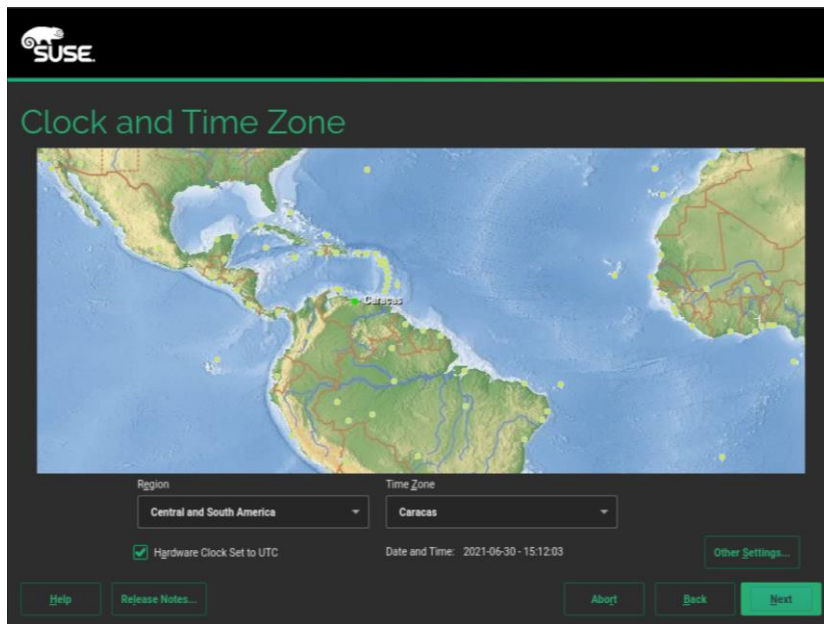 SUSE.
Clock and Time Zone
Caracas
Region
Time Zone
Central and South America
Caracas
Hardware Clock Set to UTC
Date and Time: 2021-06-30 - 15:12:03
Other Settings...
Help
Release Notes...
Abort
Back
Next